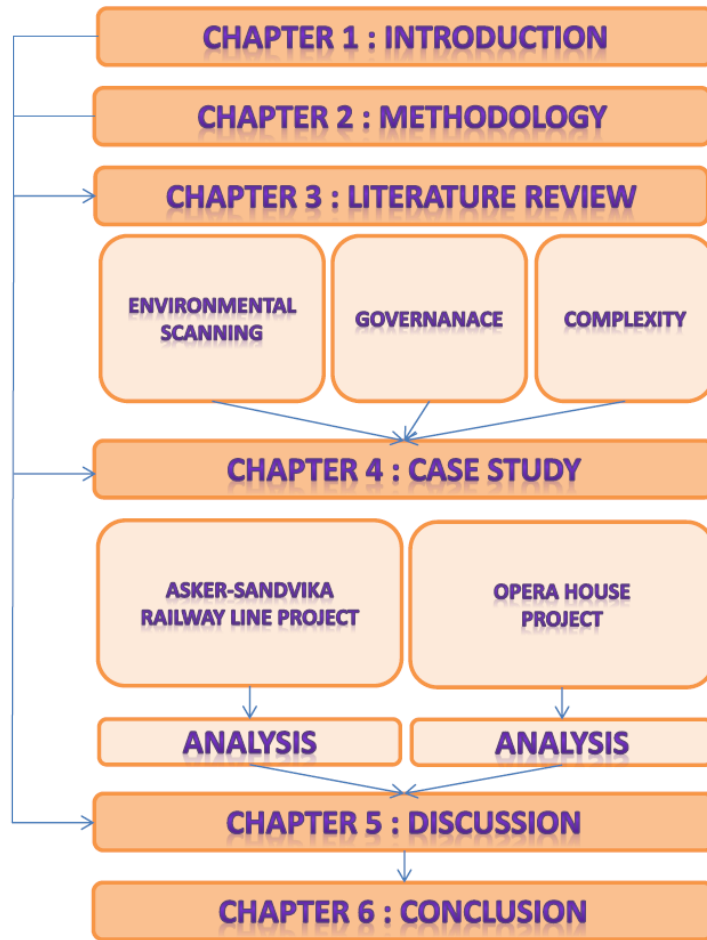 CHAPTER 1 : INTRODUCTION
CHAPTER 2 : METHODOLOGY
CHAPTER 3 : LITERATURE REVIEW
ENVIRONMENTAL
SCANNING
GOVERNANACE
COMPLEXITY
CHAPTER 4 : CASE STUDY
ASKER-SANDVIKA
RAILWAY LINE PROJECT
OPERA HOUSE
PROJECT
ANALYSIS
ANALYSIS
CHAPTER 5 : DISCUSSION
CHAPTER 6 : CONCLUSION